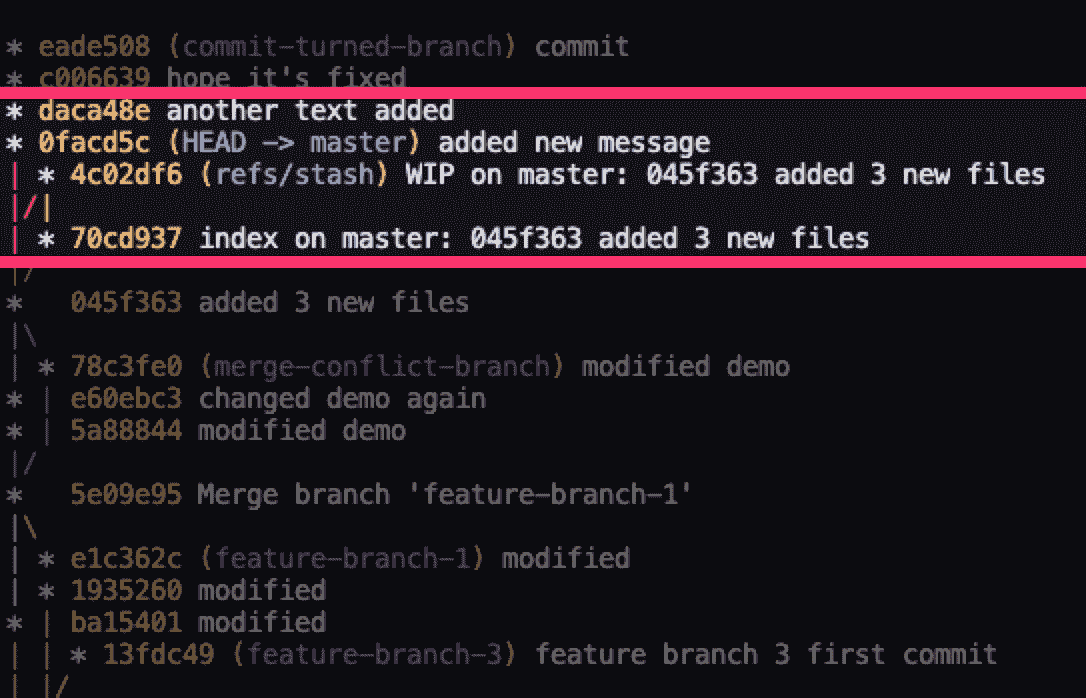 * eade508 (commit-turned-branch) commit
* c006639 hope it's fixed
* daca48e another text added
* 0facd5c (HEAD -> master) added new message
| * 4c02df6 (refs/stash) WIP on master: 045f363 added 3 new files
|/|
| * 70cd937 index on master: 045f363 added 3 new files
|/
*   045f363 added 3 new files
|\
| * 78c3fe0 (merge-conflict-branch) modified demo
* | e60ebc3 changed demo again
* | 5a88844 modified demo
|/
*   5e09e95 Merge branch 'feature-branch-1'
|\
| * e1c362c (feature-branch-1) modified
| * 1935260 modified
* | ba15401 modified
| | * 13fdc49 (feature-branch-3) feature branch 3 first commit
| |/